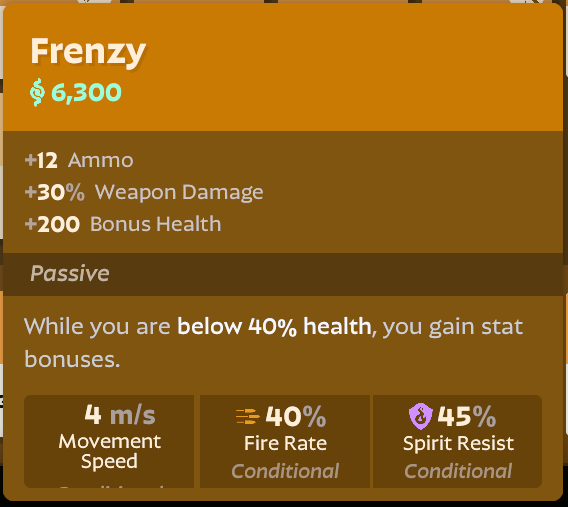 Frenzy
6,300
+12 Ammo
+30% Weapon Damage
+200 Bonus Health
Passive
While you are below 40% health, you gain stat
bonuses.
4 m/s
Movement
Speed
40%
Fire Rate
Conditional
45%
Spirit Resist
Conditional